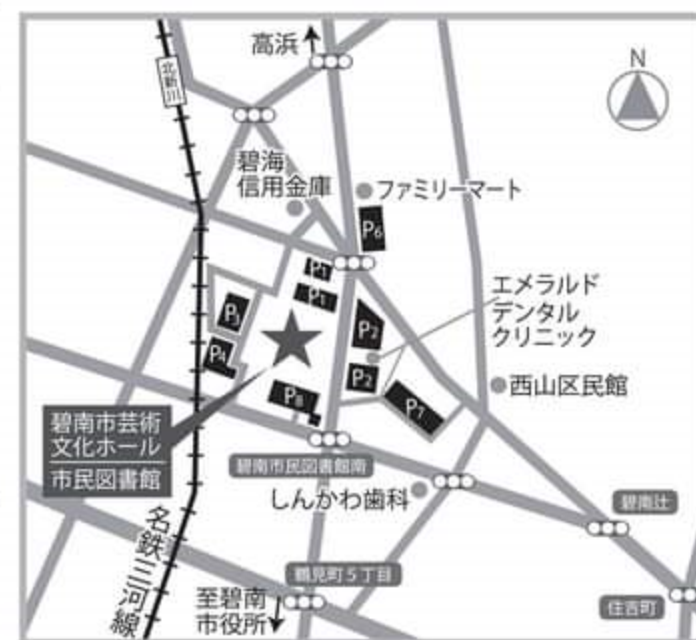 高浜
N
北新川
碧海
信用金庫
ファミリーマート
P6
P1
P1
エメラルド
デンタル
クリニック
P3
P2
P4
P2
西山区民館
P8
P7
碧南市芸術
文化ホール
市民図書館
碧南市民図書館南
しんかわ歯科
碧南辻
名鉄三河線
鶴見町5丁目
至碧南
市役所
住吉町